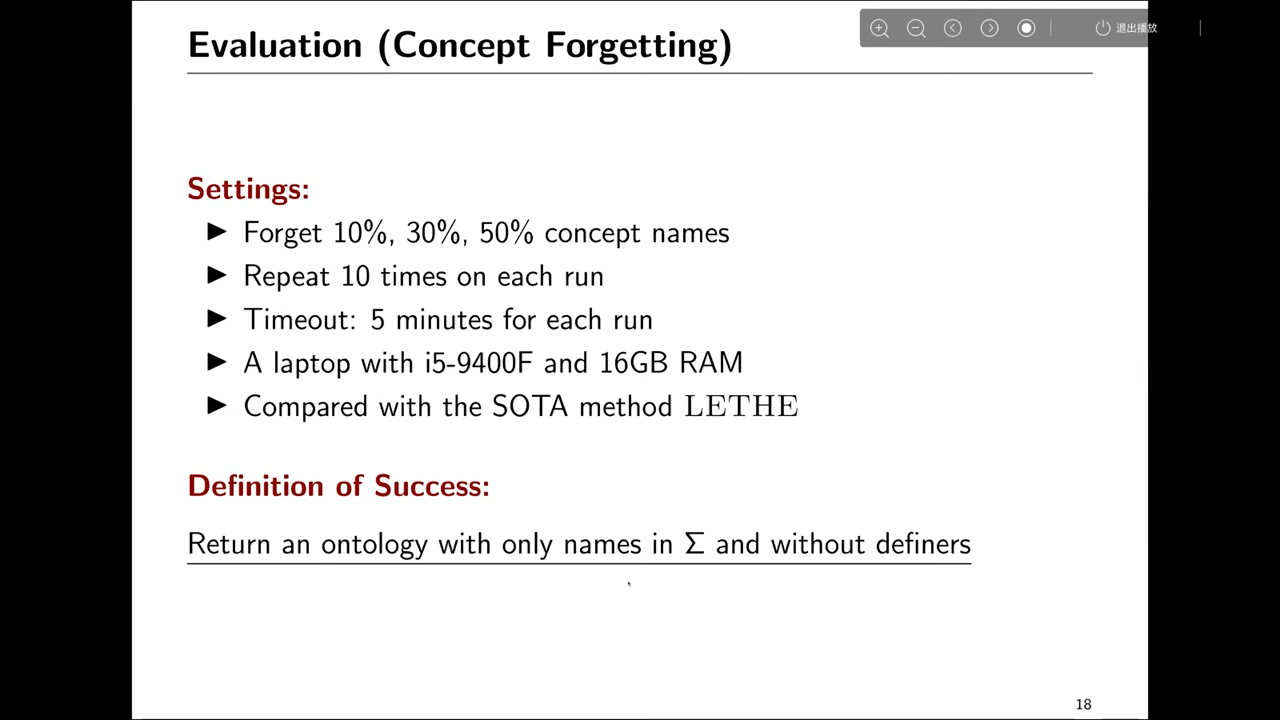 Evaluation (Concept Forgetting)
退出播放
Settings:
Forget 10%, 30%, 50% concept names
Repeat 10 times on each run
Timeout: 5 minutes for each run
A laptop with i5-9400F and 16GB RAM
Compared with the SOTA method LETHE
Definition of Success:
Return an ontology with only names in Σ and without definers
18